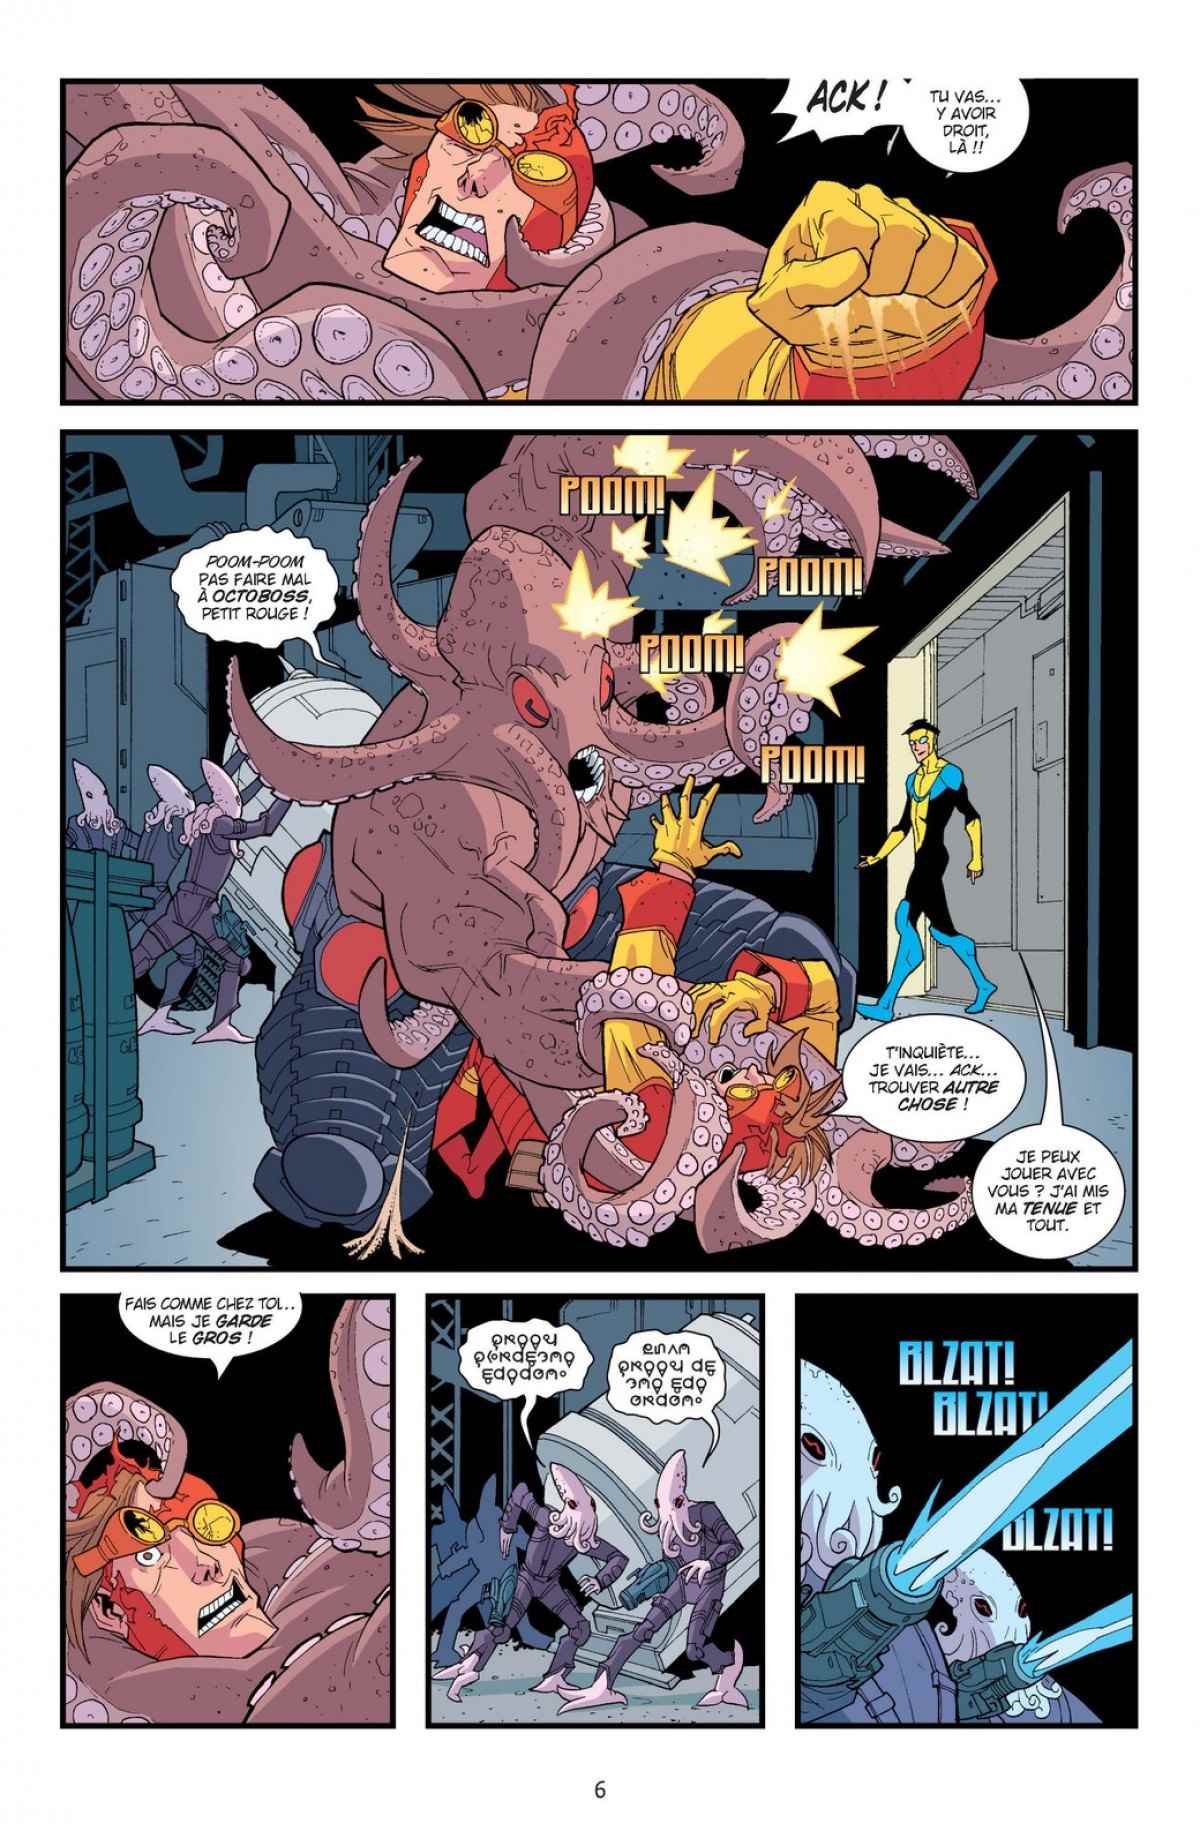 ACK !
TU VAS...
Y AVOIR
DROIT,
LÀ !!
POOM-POOM
PAS FAIRE MAL
À OCTOBOSS,
PETIT ROUGE !
POOM!
POOM!
POOM!
POOM!
T'INQUIÈTE...
JE VAIS... ACK...
TROUVER AUTRE
CHOSE !
JE PEUX
JOUER AVEC
VOUS ? J'AI MIS
MA TENUE ET
TOUT.
FAIS COMME CHEZ TOI...
MAIS JE GARDE
LE GROS !
BLZAT!
BLZAT!
BLZAT!
6